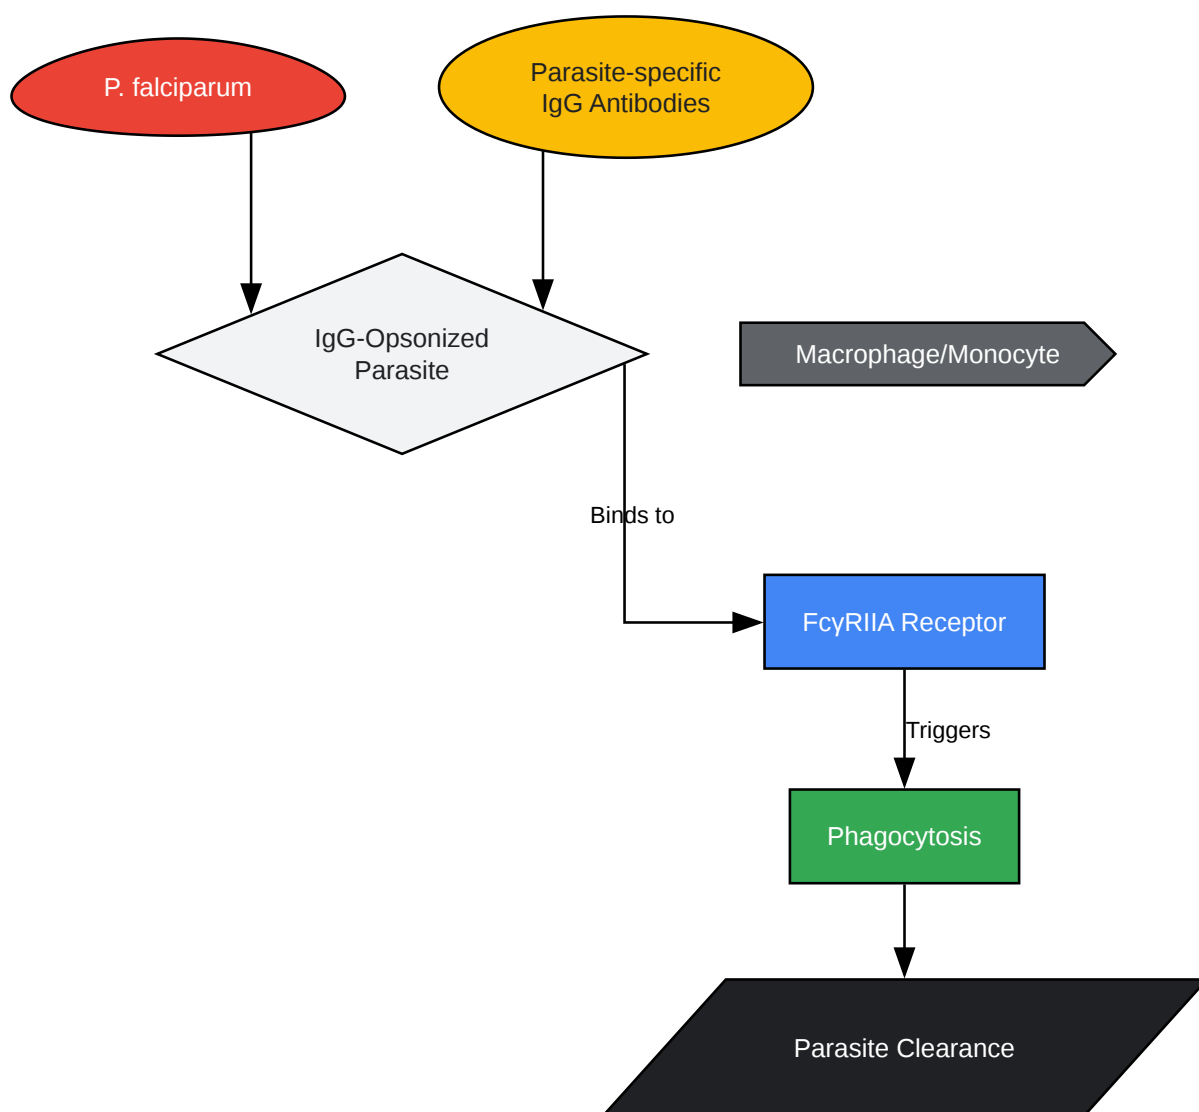 P. falciparum
Parasite-specific
IgG Antibodies
IgG-Opsonized
Parasite
Macrophage/Monocyte
Binds to
FcγRIIA Receptor
Triggers
Phagocytosis
Parasite Clearance